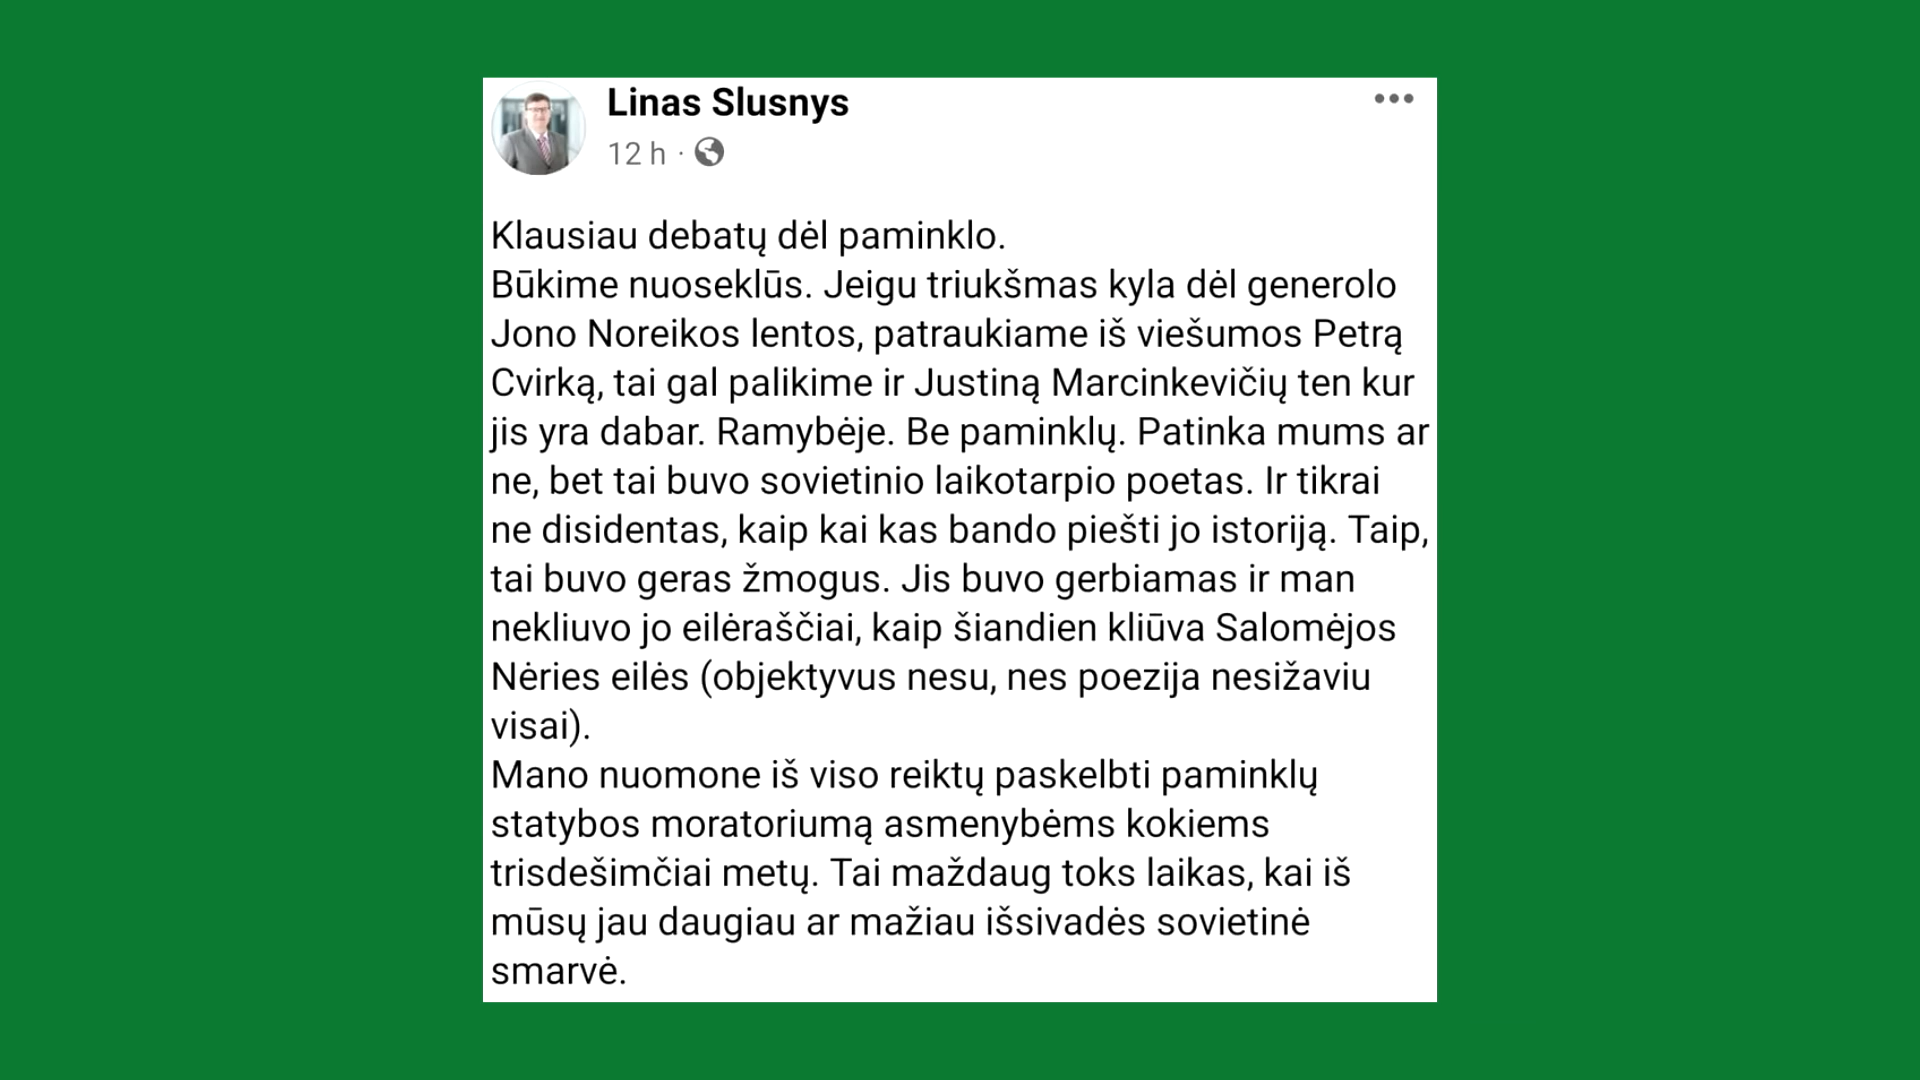 Linas Slusnys
12 h ·
Klausiau debatų dėl paminklo.
Būkime nuoseklūs. Jeigu triukšmas kyla dėl generolo
Jono Noreikos lentos, patraukiame iš viešumos Petrą
Cvirką, tai gal palikime ir Justiną Marcinkevičių ten kur
jis yra dabar. Ramybėje. Be paminklų. Patinka mums ar
ne, bet tai buvo sovietinio laikotarpio poetas. Ir tikrai
ne disidentas, kaip kai kas bando piešti jo istoriją. Taip,
tai buvo geras žmogus. Jis buvo gerbiamas ir man
nekliuvo jo eilėraščiai, kaip šiandien kliūva Salomėjos
Nėries eilės (objektyvus nesu, nes poezija nesižaviu
visai).
Mano nuomone iš viso reiktų paskelbti paminklų
statybos moratoriumą asmenybėms kokiems
trisdešimčiai metų. Tai maždaug toks laikas, kai iš
mūsų jau daugiau ar mažiau išsivadės sovietinė
smarvė.